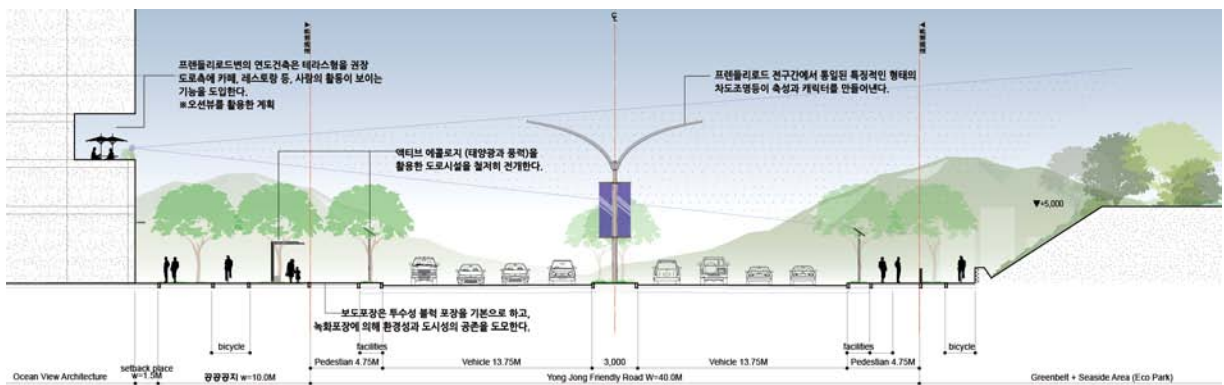 프렌들리로드변의 연도건축은 테라스형을 권장
도로측에 카페, 레스토랑 등, 사람의 활동이 보이는
기능을 도입한다.
※오션뷰를 활용한 계획
프렌들리로드 전구간에서 통일된 특징적인 형태의
차도조명등이 축성과 캐릭터를 만들어낸다.
액티브 에콜로지 (태양광과 풍력)을
활용한 도로시설을 철저히 전개한다.
▼+5,000
보도포장은 투수성 블럭 포장을 기본으로 하고,
녹화포장에 의해 환경성과 도시성의 공존을 도모한다.
bicycle
facilities
facilities
bicycle
Pedestian 4.75M
Vehicle 13.75M
3,000
Vehicle 13.75M
Pedestian 4.75M
setback place
w=1.5M
Ocean View Architecture
공공공지 w=10.0M
Yong Jong Friendly Road W=40.0M
Greenbelt + Seaside Area (Eco Park)